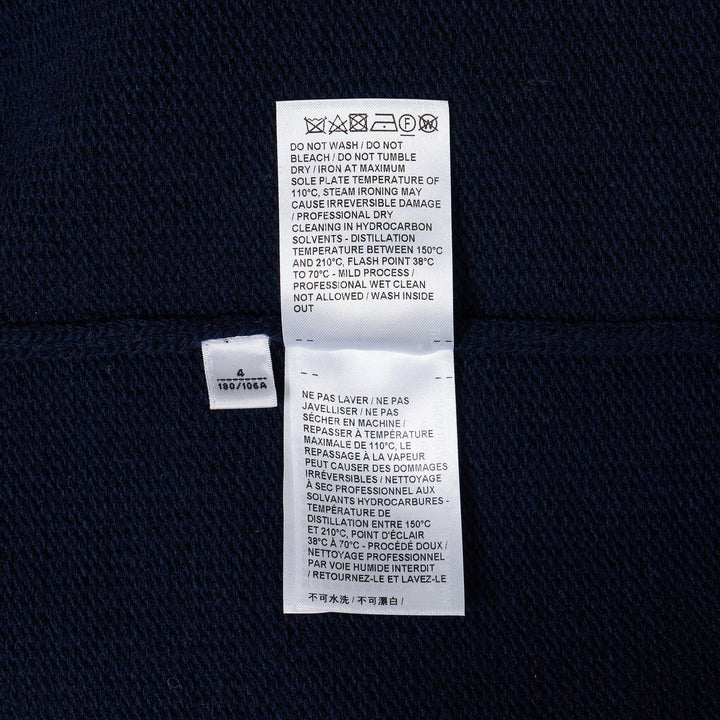 DO NOT WASH / DO NOT
BLEACH / DO NOT TUMBLE
DRY / IRON AT MAXIMUM
SOLE PLATE TEMPERATURE OF
110°C, STEAM IRONING MAY
CAUSE IRREVERSIBLE DAMAGE
/ PROFESSIONAL DRY
CLEANING IN HYDROCARBON
SOLVENTS - DISTILLATION
TEMPERATURE BETWEEN 150°C
AND 210°C, FLASH POINT 38°C
TO 70°C - MILD PROCESS /
PROFESSIONAL WET CLEAN
NOT ALLOWED / WASH INSIDE
OUT
4
180/106A
NE PAS LAVER / NE PAS
JAVELLISER / NE PAS
SÉCHER EN MACHINE /
REPASSER À TEMPÉRATURE
MAXIMALE DE 110°C, LE
REPASSAGE À LA VAPEUR
PEUT CAUSER DES DOMMAGES
IRRÉVERSIBLES / NETTOYAGE
À SEC PROFESSIONNEL AUX
SOLVANTS HYDROCARBURES -
TEMPÉRATURE DE
DISTILLATION ENTRE 150°C
ET 210°C, POINT D'ÉCLAIR
38°C À 70°C - PROCÉDÉ DOUX /
NETTOYAGE PROFESSIONNEL
PAR VOIE HUMIDE INTERDIT
/ RETOURNEZ-LE ET LAVEZ-LE
不可水洗 / 不可漂白 /